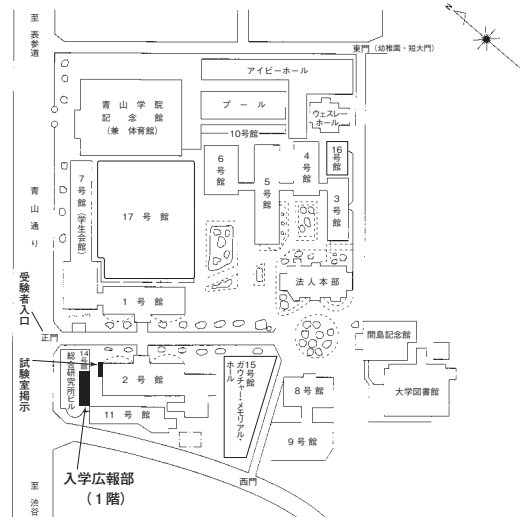 至 表参道
N
東門(幼稚園・短大門)
アイビーホール
青山学院
記念館
(兼 体育館)
プール
ウェスレー
ホール
10号館
6号館
5号館
4号館
16号館
3号館
7号館(学生会館)
17 号 館
青山通り
法人本部
受験者入口
1 号 館
正門
間島記念館
試験室掲示
総合研究所ビル
14号館
2 号 館
15号館
ガウチャー・メモリアル・
ホール
8号館
大学図書館
11 号 館
9号館
入学広報部
(1階)
西門
至 渋谷